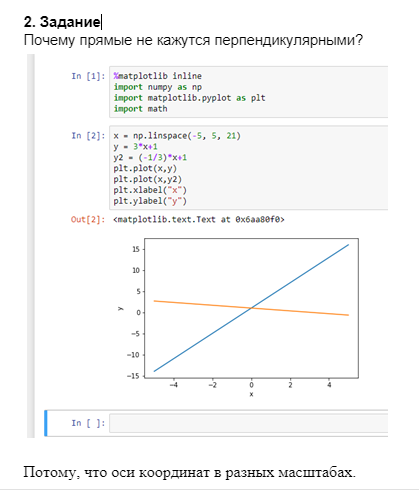 2. Задание
Почему прямые не кажутся перпендикулярными?
In [1]: %matplotlib inline
import numpy as np
import matplotlib.pyplot as plt
import math
In [2]: x = np.linspace(-5, 5, 21)
y = 3*x+1
y2 = (-1/3)*x+1
plt.plot(x,y)
plt.plot(x,y2)
plt.xlabel("x")
plt.ylabel("y")
Out[2]: <matplotlib.text.Text at 0x6aa80f0>
15
10
5
0
−5
−10
−15
y
−4 −2 0 2 4
x
In [ ]:
Потому, что оси координат в разных масштабах.